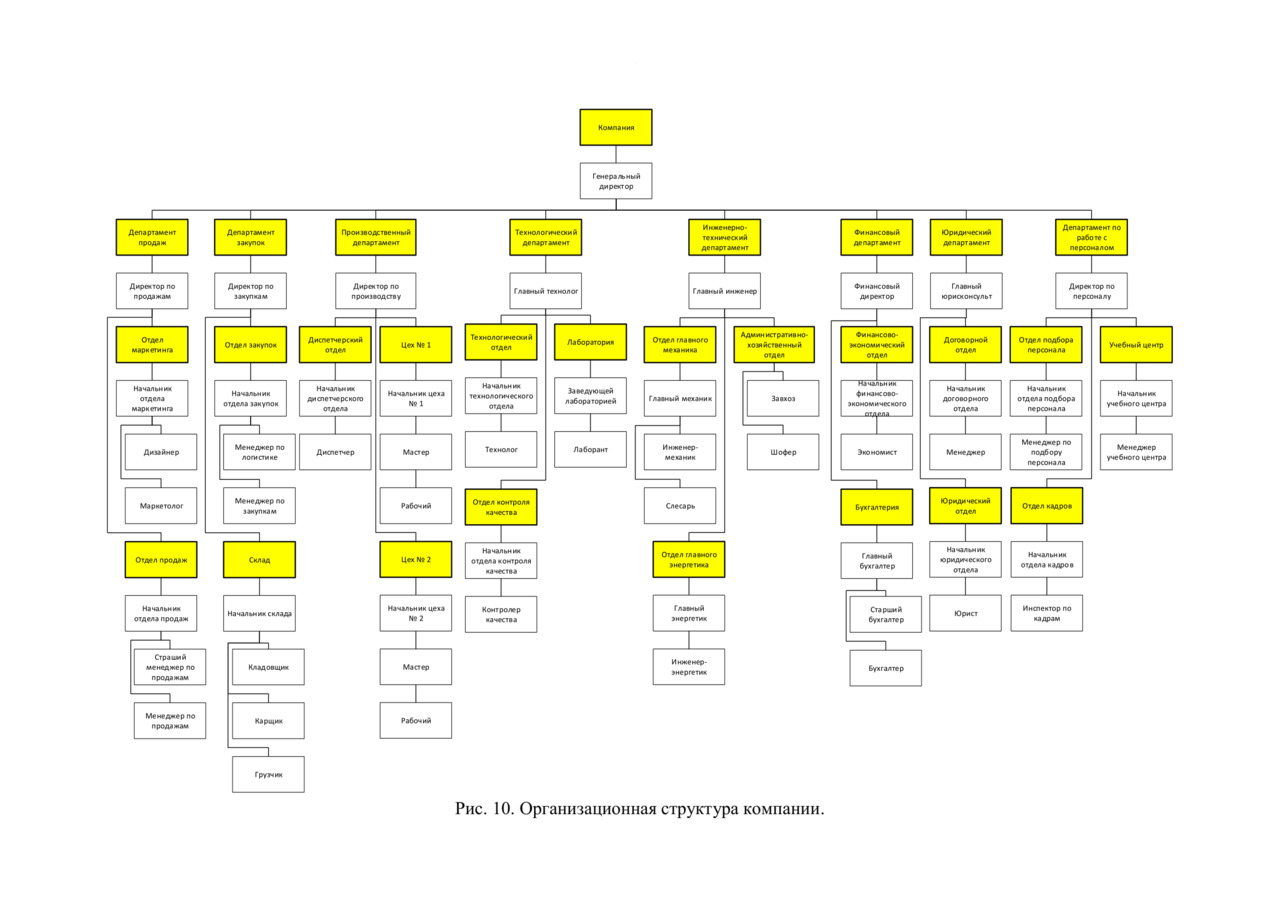 Компания
Генеральный
директор
Департамент
продаж
Департамент
закупок
Производственный
департамент
Технологический
департамент
Инженерно-
технический
департамент
Финансовый
департамент
Юридический
департамент
Департамент по
работе с
персоналом
Директор по
продажам
Директор по
закупкам
Директор по
производству
Главный технолог
Главный инженер
Финансовый
директор
Главный
юрисконсульт
Директор по
персоналу
Отдел
маркетинга
Отдел закупок
Диспетчерский
отдел
Цех № 1
Технологический
отдел
Лаборатория
Отдел главного
механика
Административно-
хозяйственный
отдел
Финансово-
экономический
отдел
Договорной
отдел
Отдел подбора
персонала
Учебный центр
Начальник
отдела
маркетинга
Начальник
отдела закупок
Начальник
диспетчерского
отдела
Начальник цеха
№ 1
Начальник
технологического
отдела
Заведующей
лабораторией
Главный механик
Завхоз
Начальник
финансово-
экономического
отдела
Начальник
договорного
отдела
Начальник
отдела подбора
персонала
Начальник
учебного центра
Дизайнер
Менеджер по
логистике
Диспетчер
Мастер
Технолог
Лаборант
Инженер-
механик
Шофер
Экономист
Менеджер
Менеджер по
подбору
персонала
Менеджер
учебного центра
Маркетолог
Менеджер по
закупкам
Рабочий
Отдел контроля
качества
Слесарь
Бухгалтерия
Юридический
отдел
Отдел кадров
Отдел продаж
Склад
Цех № 2
Начальник
отдела контроля
качества
Отдел главного
энергетика
Главный
бухгалтер
Начальник
юридического
отдела
Начальник
отдела кадров
Начальник
отдела продаж
Начальник склада
Начальник цеха
№ 2
Контролер
качества
Главный
энергетик
Старший
бухгалтер
Юрист
Инспектор по
кадрам
Страший
менеджер по
продажам
Кладовщик
Мастер
Инженер-
энергетик
Бухгалтер
Менеджер по
продажам
Карщик
Рабочий
Грузчик
Рис. 10. Организационная структура компании.